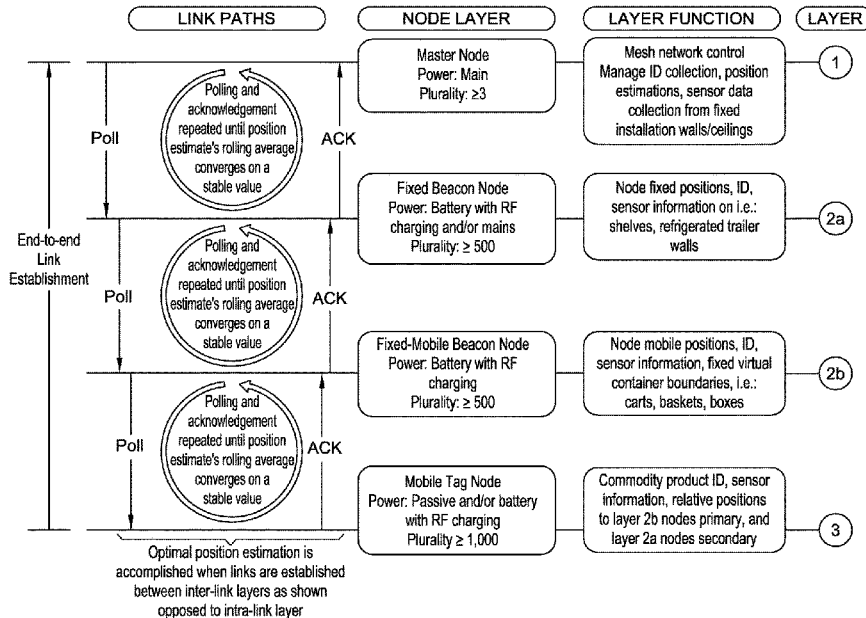 LINK PATHS
NODE LAYER
LAYER FUNCTION
LAYER
End-to-end
Link
Establishment
Poll
Polling and
acknowledgement
repeated until position
estimate's rolling average
converges on a
stable value
ACK
Master Node
Power: Main
Plurality: ≥3
Mesh network control
Manage ID collection, position
estimations, sensor data
collection from fixed
installation walls/ceilings
1
Poll
Polling and
acknowledgement
repeated until position
estimate's rolling average
converges on a
stable value
ACK
Fixed Beacon Node
Power: Battery with RF
charging and/or mains
Plurality: ≥ 500
Node fixed positions, ID,
sensor information on i.e.:
shelves, refrigerated trailer
walls
2a
Poll
Polling and
acknowledgement
repeated until position
estimate's rolling average
converges on a
stable value
ACK
Fixed-Mobile Beacon Node
Power: Battery with RF
charging
Plurality: ≥ 500
Node mobile positions, ID,
sensor information, fixed virtual
container boundaries, i.e.:
carts, baskets, boxes
2b
Mobile Tag Node
Power: Passive and/or battery
with RF charging
Plurality ≥ 1,000
Commodity product ID, sensor
information, relative positions
to layer 2b nodes primary, and
layer 2a nodes secondary
3
Optimal position estimation is
accomplished when links are established
between inter-link layers as shown
opposed to intra-link layer